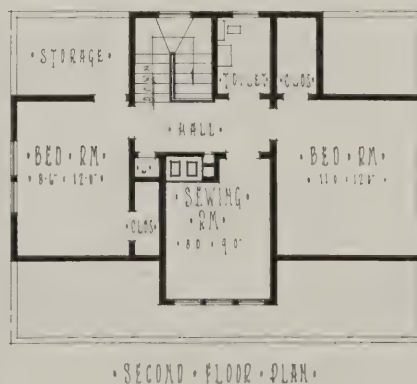 · STORAGE ·
DOWN
· TOILET ·
· CLOS ·
· HALL ·
· BED · RM ·
· 8-6" · 12-0" ·
· BED · RM ·
· 11-0 · 12-0" ·
· C ·
· CLOS ·
· SEWING ·
· RM ·
· 8-0 · 9-0" ·
· SECOND · FLOOR · PLAN ·